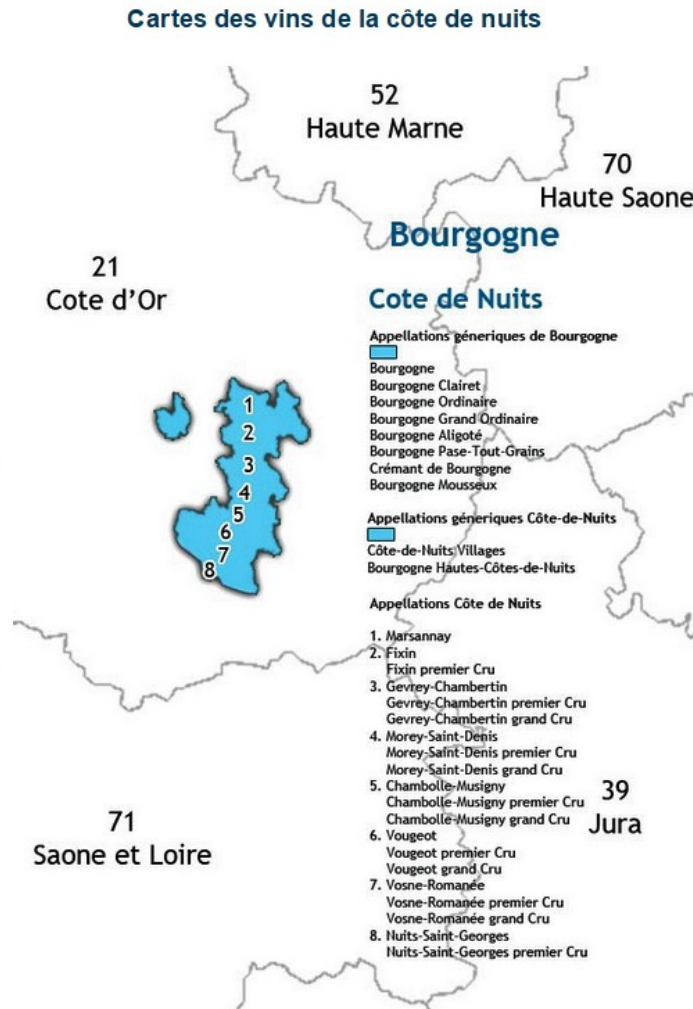 Cartes des vins de la côte de nuits
52
Haute Marne
70
Haute Saone
Bourgogne
21
Cote d'Or
Cote de Nuits
Appellations géneriques de Bourgogne
Bourgogne
Bourgogne Clairet
Bourgogne Ordinaire
Bourgogne Grand Ordinaire
Bourgogne Aligoté
Bourgogne Pase-Tout-Grains
Crémant de Bourgogne
Bourgogne Mousseux
1
2
3
4
5
6
7
8
Appellations géneriques Côte-de-Nuits
Côte-de-Nuits Villages
Bourgogne Hautes-Côtes-de-Nuits
Appellations Côte de Nuits
1. Marsannay
2. Fixin
Fixin premier Cru
3. Gevrey-Chambertin
Gevrey-Chambertin premier Cru
Gevrey-Chambertin grand Cru
4. Morey-Saint-Denis
Morey-Saint-Denis premier Cru
Morey-Saint-Denis grand Cru
5. Chambolle-Musigny
Chambolle-Musigny premier Cru
Chambolle-Musigny grand Cru
6. Vougeot
Vougeot premier Cru
Vougeot grand Cru
7. Vosne-Romanée
Vosne-Romanée premier Cru
Vosne-Romanée grand Cru
8. Nuits-Saint-Georges
Nuits-Saint-Georges premier Cru
39
Jura
71
Saone et Loire